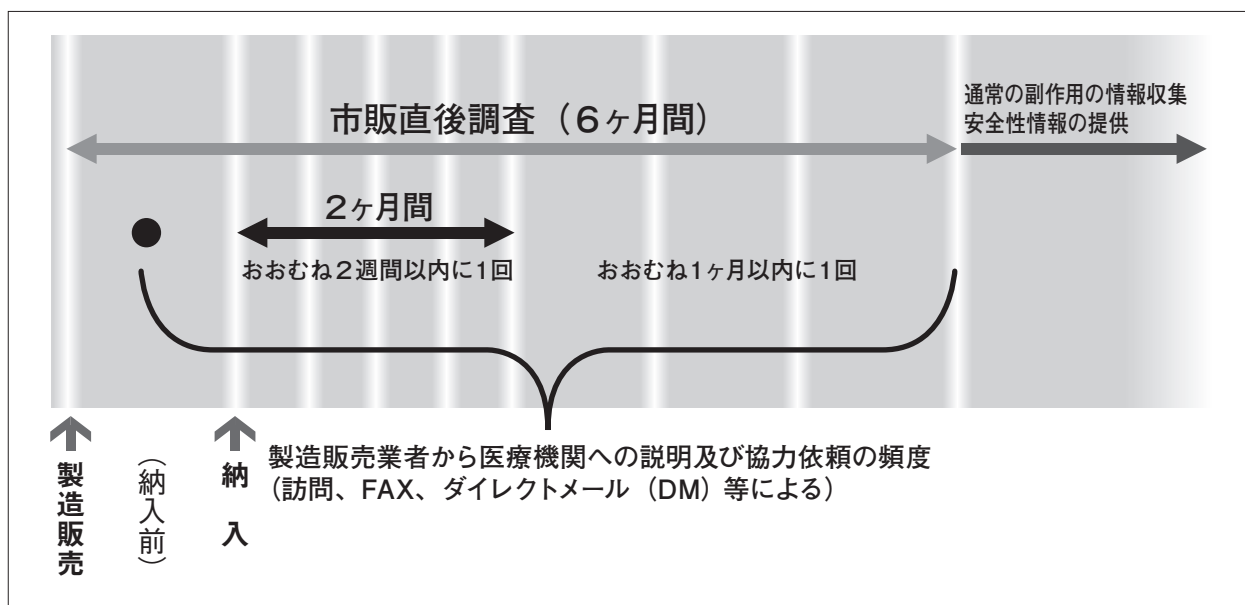 市販直後調査(6ヶ月間)
通常の副作用の情報収集
安全性情報の提供
2ヶ月間
おおむね2週間以内に1回
おおむね1ヶ月以内に1回
製造販売
(納入前)
納入
製造販売業者から医療機関への説明及び協力依頼の頻度
(訪問、FAX、ダイレクトメール(DM)等による)